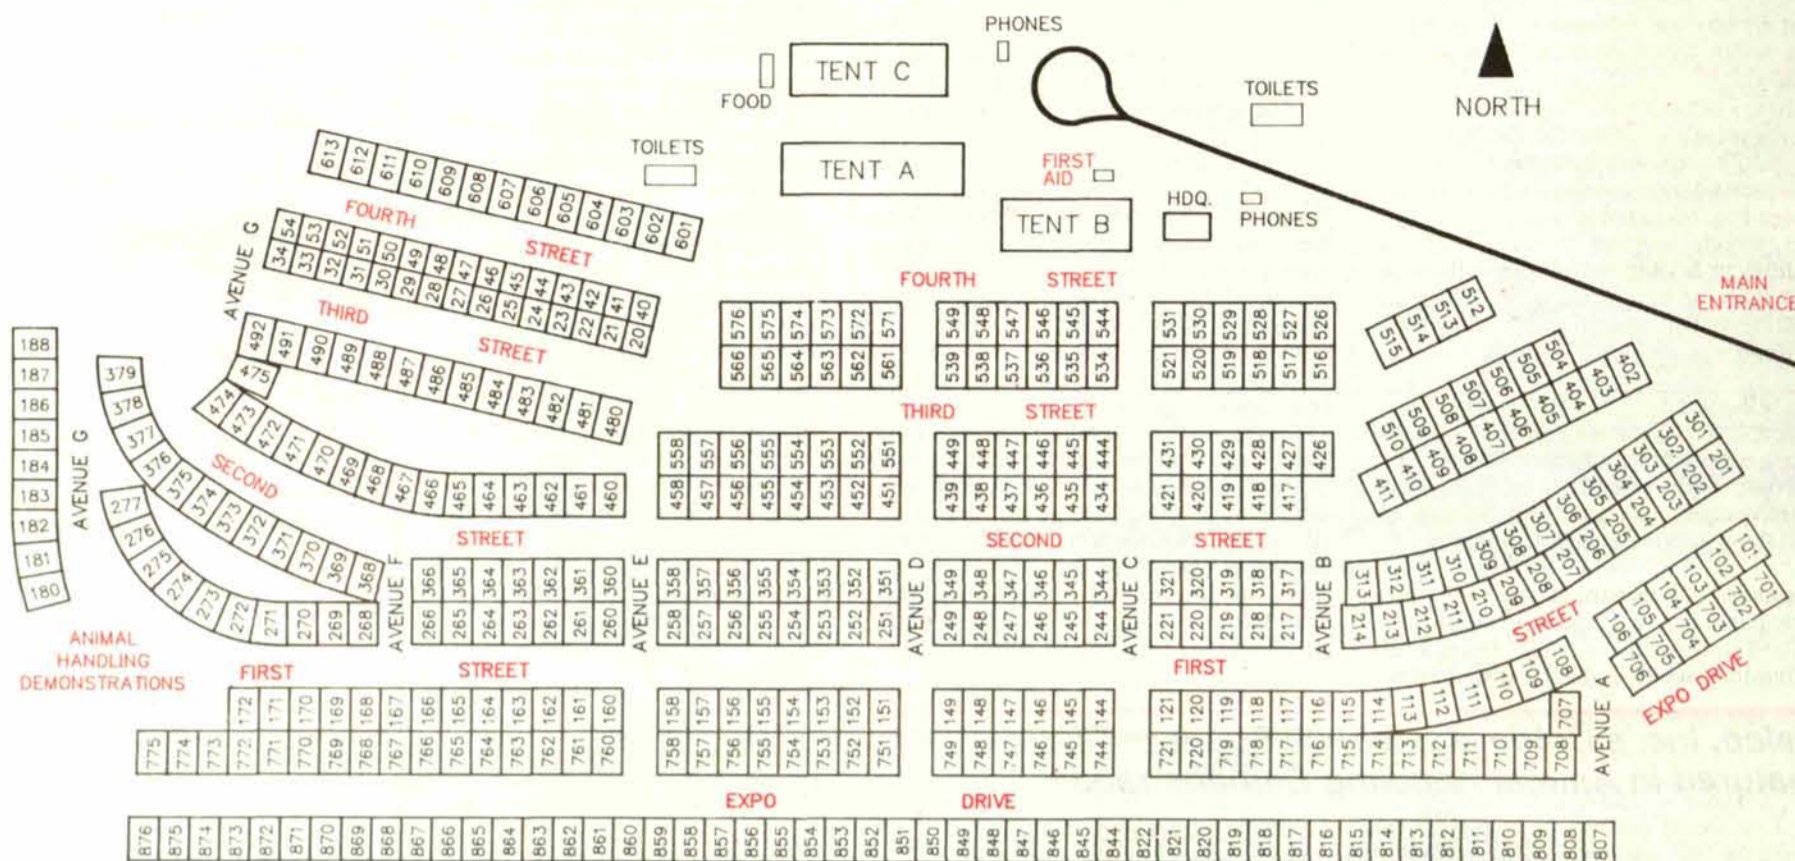 PHONES
TENT C
FOOD
TOILETS
NORTH
TOILETS
TENT A
FIRST
AID
HDQ.
PHONES
TENT B
MAIN
ENTRANCE
613 612 611 610 609 608 607 606 605 604 603 602 601
FOURTH STREET
AVENUE G
54 53 52 51 50 49 48 47 46 45 44 43 42 41 40
34 33 32 31 30 29 28 27 26 25 24 23 22 21 20
THIRD STREET
492 491 490 489 488 487 486 485 484 483 482 481 480
475
474 473 472 471 470 469 468 467 466 465 464 463 462 461 460
FOURTH STREET
576 575 574 573 572 571
566 565 564 563 562 561
549 548 547 546 545 544
539 538 537 536 535 534
531 530 529 528 527 526
521 520 519 518 517 516
515 514 513 512
THIRD STREET
558 557 556 555 554 553 552 551
458 457 456 455 454 453 452 451
449 448 447 446 445 444
439 438 437 436 435 434
431 430 429 428 427 426
421 420 419 418 417
510 509 508 507 506 505 504
411 410 409 408 407 406 405 404 403 402
188
187
186
185
184
183
182
181
180
AVENUE G
379 378 377 376 375 374 373 372 371 370 369 368
SECOND STREET
SECOND STREET
277 276 275 274 273 272 271 270 269 268
AVENUE F
366 365 364 363 362 361 360
266 265 264 263 262 261 260
AVENUE E
358 357 356 355 354 353 352 351
258 257 256 255 254 253 252 251
AVENUE D
349 348 347 346 345 344
249 248 247 246 245 244
AVENUE C
321 320 319 318 317
221 220 219 218 217
AVENUE B
313 312 311 310 309 308 307 306 305 304 303 302 301
214 213 212 211 210 209 208 207 206 205 204 203 202 201
ANIMAL
HANDLING
DEMONSTRATIONS
FIRST STREET
FIRST STREET
106 105 104 103 102 101
706 705 704 703 702 701
EXPO DRIVE
AVENUE A
172 171 170 169 168 167 166 165 164 163 162 161 160
775 774 773 772 771 770 769 768 767 766 765 764 763 762 761 760
158 157 156 155 154 153 152 151
758 757 756 755 754 753 752 751
149 148 147 146 145 144
749 748 747 746 745 744
121 120 119 118 117 116 115 114 113 112 111 110 109 108
707
721 720 719 718 717 716 715 714 713 712 711 710 709 708
EXPO DRIVE
876 875 874 873 872 871 870 869 868 867 866 865 864 863 862 861 860 859 858 857 856 855 854 853 852 851 850 849 848 847 846 845 844 822 821 820 819 818 817 816 815 814 813 812 811 810 809 808 807